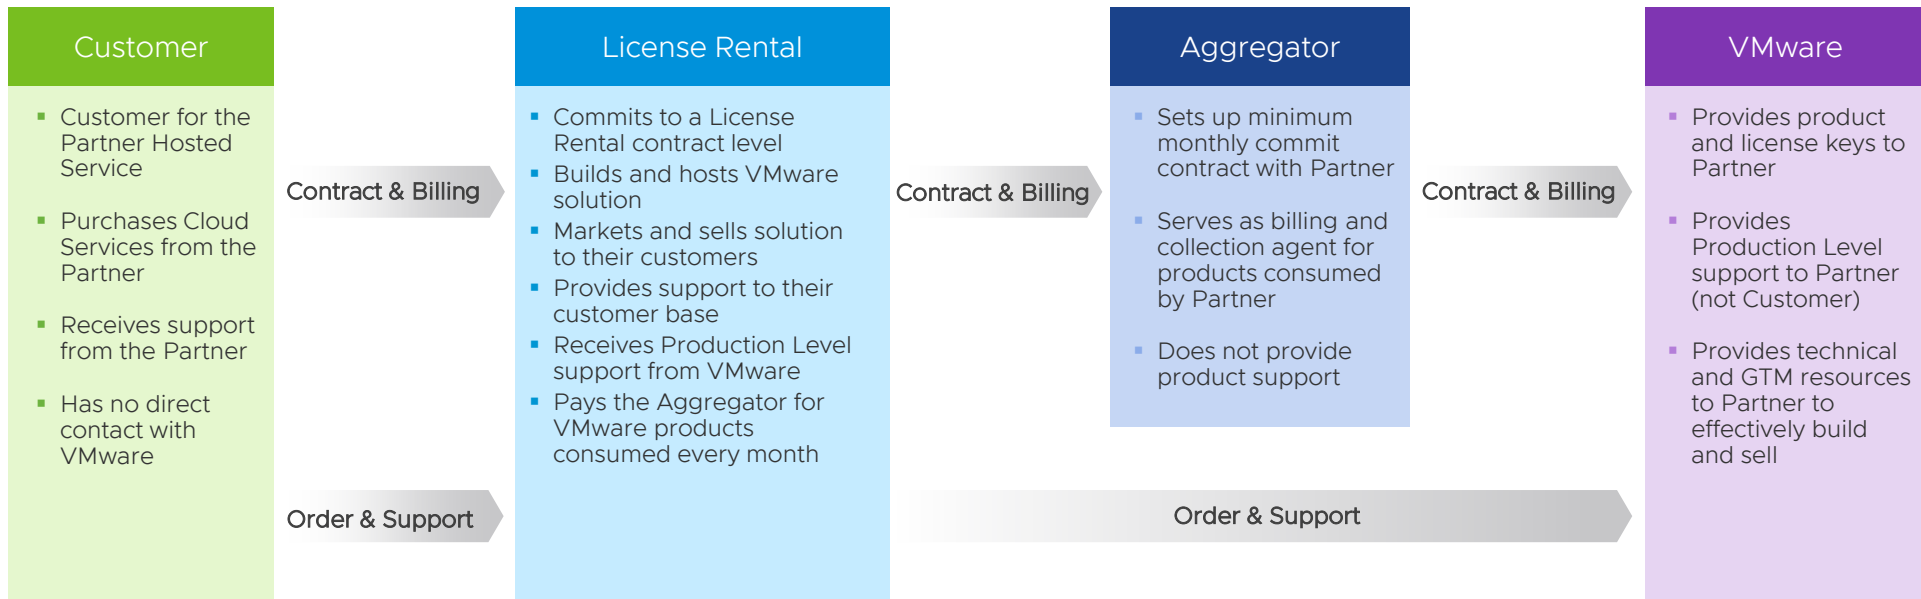 Customer
Customer for the
Partner Hosted
Service
Purchases Cloud
Services from the
Partner
Receives support
from the Partner
Has no direct
contact with
VMware
Contract & Billing
Order & Support
License Rental
Commits to a License
Rental contract level
Builds and hosts VMware
solution
Markets and sells solution
to their customers
Provides support to their
customer base
Receives Production Level
support from VMware
Pays the Aggregator for
VMware products
consumed every month
Contract & Billing
Order & Support
Aggregator
Sets up minimum
monthly commit
contract with Partner
Serves as billing and
collection agent for
products consumed
by Partner
Does not provide
product support
Contract & Billing
VMware
Provides product
and license keys to
Partner
Provides
Production Level
support to Partner
(not Customer)
Provides technical
and GTM resources
to Partner to
effectively build
and sell